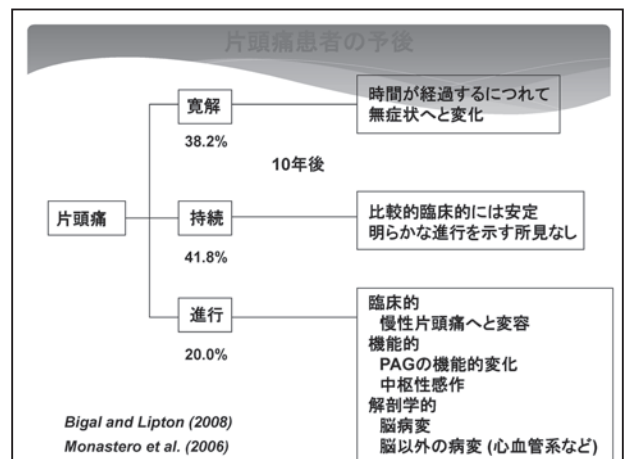 片頭痛患者の予後
寛解
38.2%
時間が経過するにつれて
無症状へと変化
10年後
片頭痛
持続
41.8%
比較的臨床的には安定
明らかな進行を示す所見なし
進行
20.0%
臨床的
慢性片頭痛へと変容
機能的
PAGの機能的変化
中枢性感作
解剖学的
脳病変
脳以外の病変 (心血管系など)
Bigal and Lipton (2008)
Monastero et al. (2006)